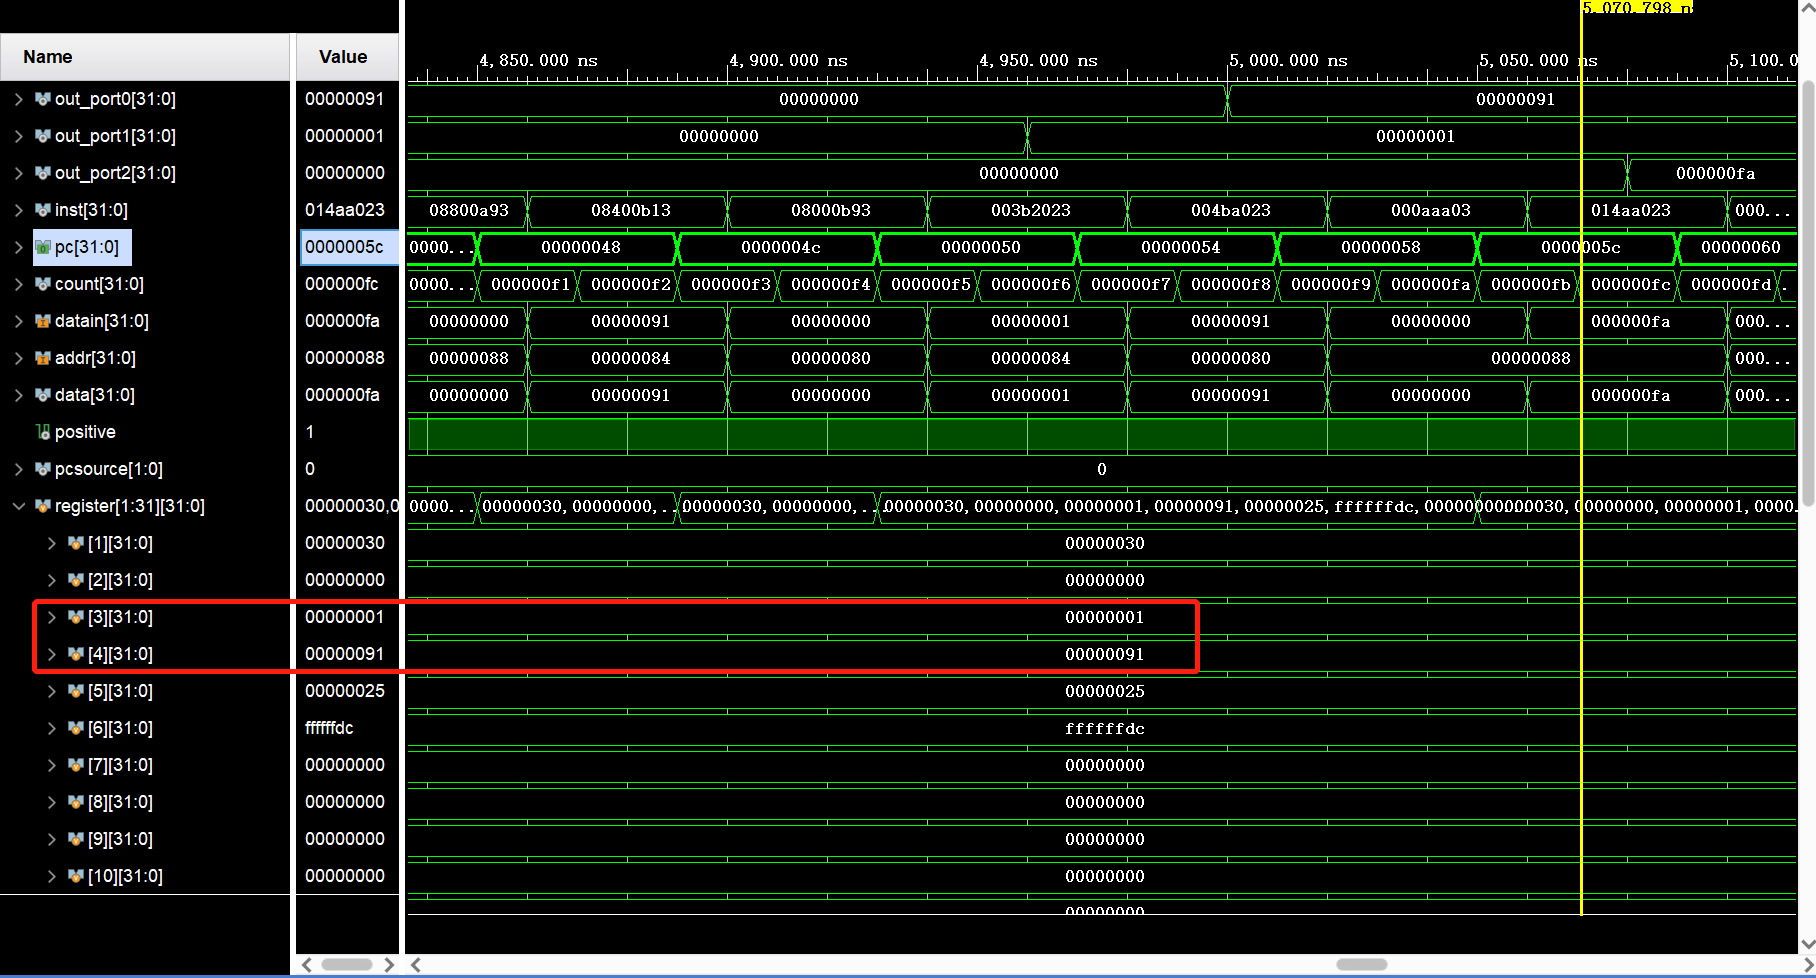 5,070.798 n
Name Value 4,850.000 ns 4,900.000 ns 4,950.000 ns 5,000.000 ns 5,050.000 ns 5,100.0
out_port0[31:0] 00000091 00000000 00000091
out_port1[31:0] 00000001 00000000 00000001
out_port2[31:0] 00000000 00000000 000000fa
inst[31:0] 014aa023 08800a93 08400b13 08000b93 003b2023 004ba023 000aaa03 014aa023 000...
pc[31:0] 0000005c 0000... 00000048 0000004c 00000050 00000054 00000058 0000005c 00000060
count[31:0] 000000fc 0000... 000000f1 000000f2 000000f3 000000f4 000000f5 000000f6 000000f7 000000f8 000000f9 000000fa 000000fb 000000fc 000000fd .
datain[31:0] 000000fa 00000000 00000091 00000000 00000001 00000091 00000000 000000fa 000...
addr[31:0] 00000088 00000088 00000084 00000080 00000084 00000080 00000088 000...
data[31:0] 000000fa 00000000 00000091 00000000 00000001 00000091 00000000 000000fa 000...
positive 1
pcsource[1:0] 0 0
register[1:31][31:0] 00000030,0 0000... 00000030,00000000,.. 00000030,00000000,.. 00000030,00000000,00000001,00000091,00000025,ffffffdc,00000 00000030,00000000,00000001,0000.
[1][31:0] 00000030 00000030
[2][31:0] 00000000 00000000
[3][31:0] 00000001 00000001
[4][31:0] 00000091 00000091
[5][31:0] 00000025 00000025
[6][31:0] ffffffdc ffffffdc
[7][31:0] 00000000 00000000
[8][31:0] 00000000 00000000
[9][31:0] 00000000 00000000
[10][31:0] 00000000 00000000
00000000